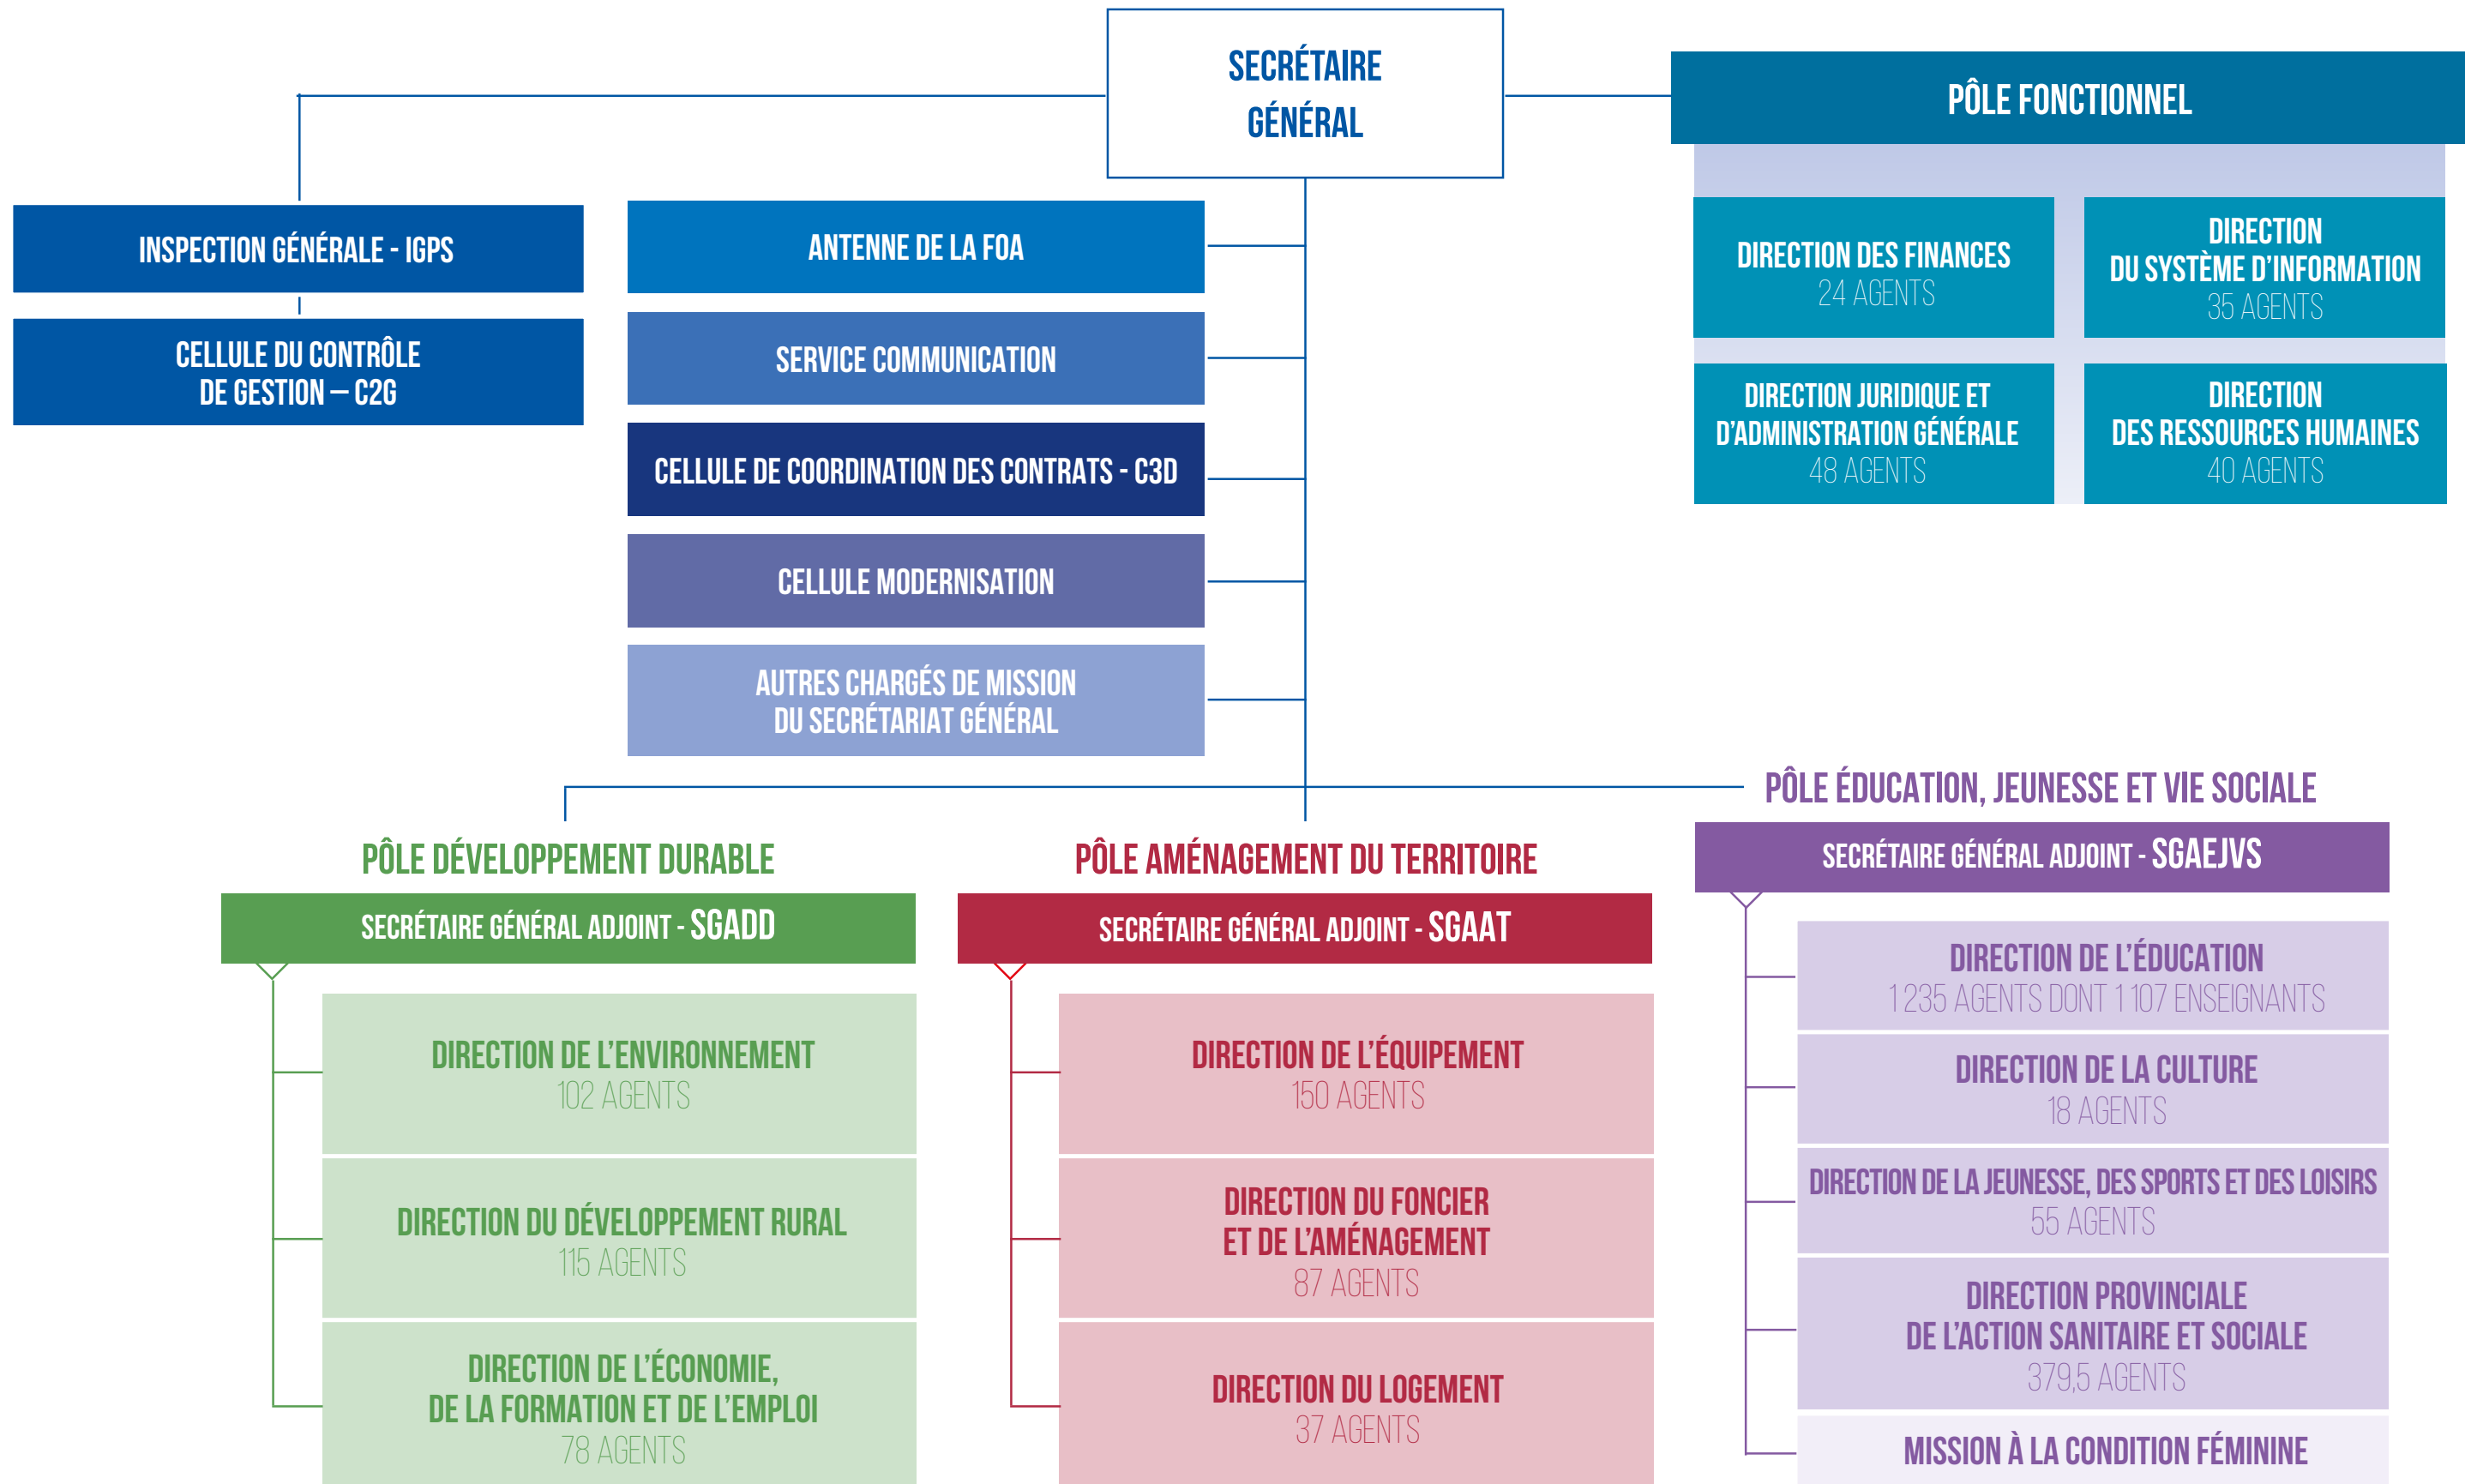 SECRÉTAIRE
GÉNÉRAL
PÔLE FONCTIONNEL
INSPECTION GÉNÉRALE - IGPS
CELLULE DU CONTRÔLE
DE GESTION – C2G
ANTENNE DE LA FOA
SERVICE COMMUNICATION
CELLULE DE COORDINATION DES CONTRATS - C3D
CELLULE MODERNISATION
AUTRES CHARGÉS DE MISSION
DU SECRÉTARIAT GÉNÉRAL
DIRECTION DES FINANCES
24 AGENTS
DIRECTION
DU SYSTÈME D'INFORMATION
35 AGENTS
DIRECTION JURIDIQUE ET
D'ADMINISTRATION GÉNÉRALE
48 AGENTS
DIRECTION
DES RESSOURCES HUMAINES
40 AGENTS
PÔLE DÉVELOPPEMENT DURABLE
SECRÉTAIRE GÉNÉRAL ADJOINT - SGADD
DIRECTION DE L'ENVIRONNEMENT
102 AGENTS
DIRECTION DU DÉVELOPPEMENT RURAL
115 AGENTS
DIRECTION DE L'ÉCONOMIE,
DE LA FORMATION ET DE L'EMPLOI
78 AGENTS
PÔLE AMÉNAGEMENT DU TERRITOIRE
SECRÉTAIRE GÉNÉRAL ADJOINT - SGAAT
DIRECTION DE L'ÉQUIPEMENT
150 AGENTS
DIRECTION DU FONCIER
ET DE L'AMÉNAGEMENT
87 AGENTS
DIRECTION DU LOGEMENT
37 AGENTS
PÔLE ÉDUCATION, JEUNESSE ET VIE SOCIALE
SECRÉTAIRE GÉNÉRAL ADJOINT - SGAEJVS
DIRECTION DE L'ÉDUCATION
1 235 AGENTS DONT 1 107 ENSEIGNANTS
DIRECTION DE LA CULTURE
18 AGENTS
DIRECTION DE LA JEUNESSE, DES SPORTS ET DES LOISIRS
55 AGENTS
DIRECTION PROVINCIALE
DE L'ACTION SANITAIRE ET SOCIALE
379,5 AGENTS
MISSION À LA CONDITION FÉMININE